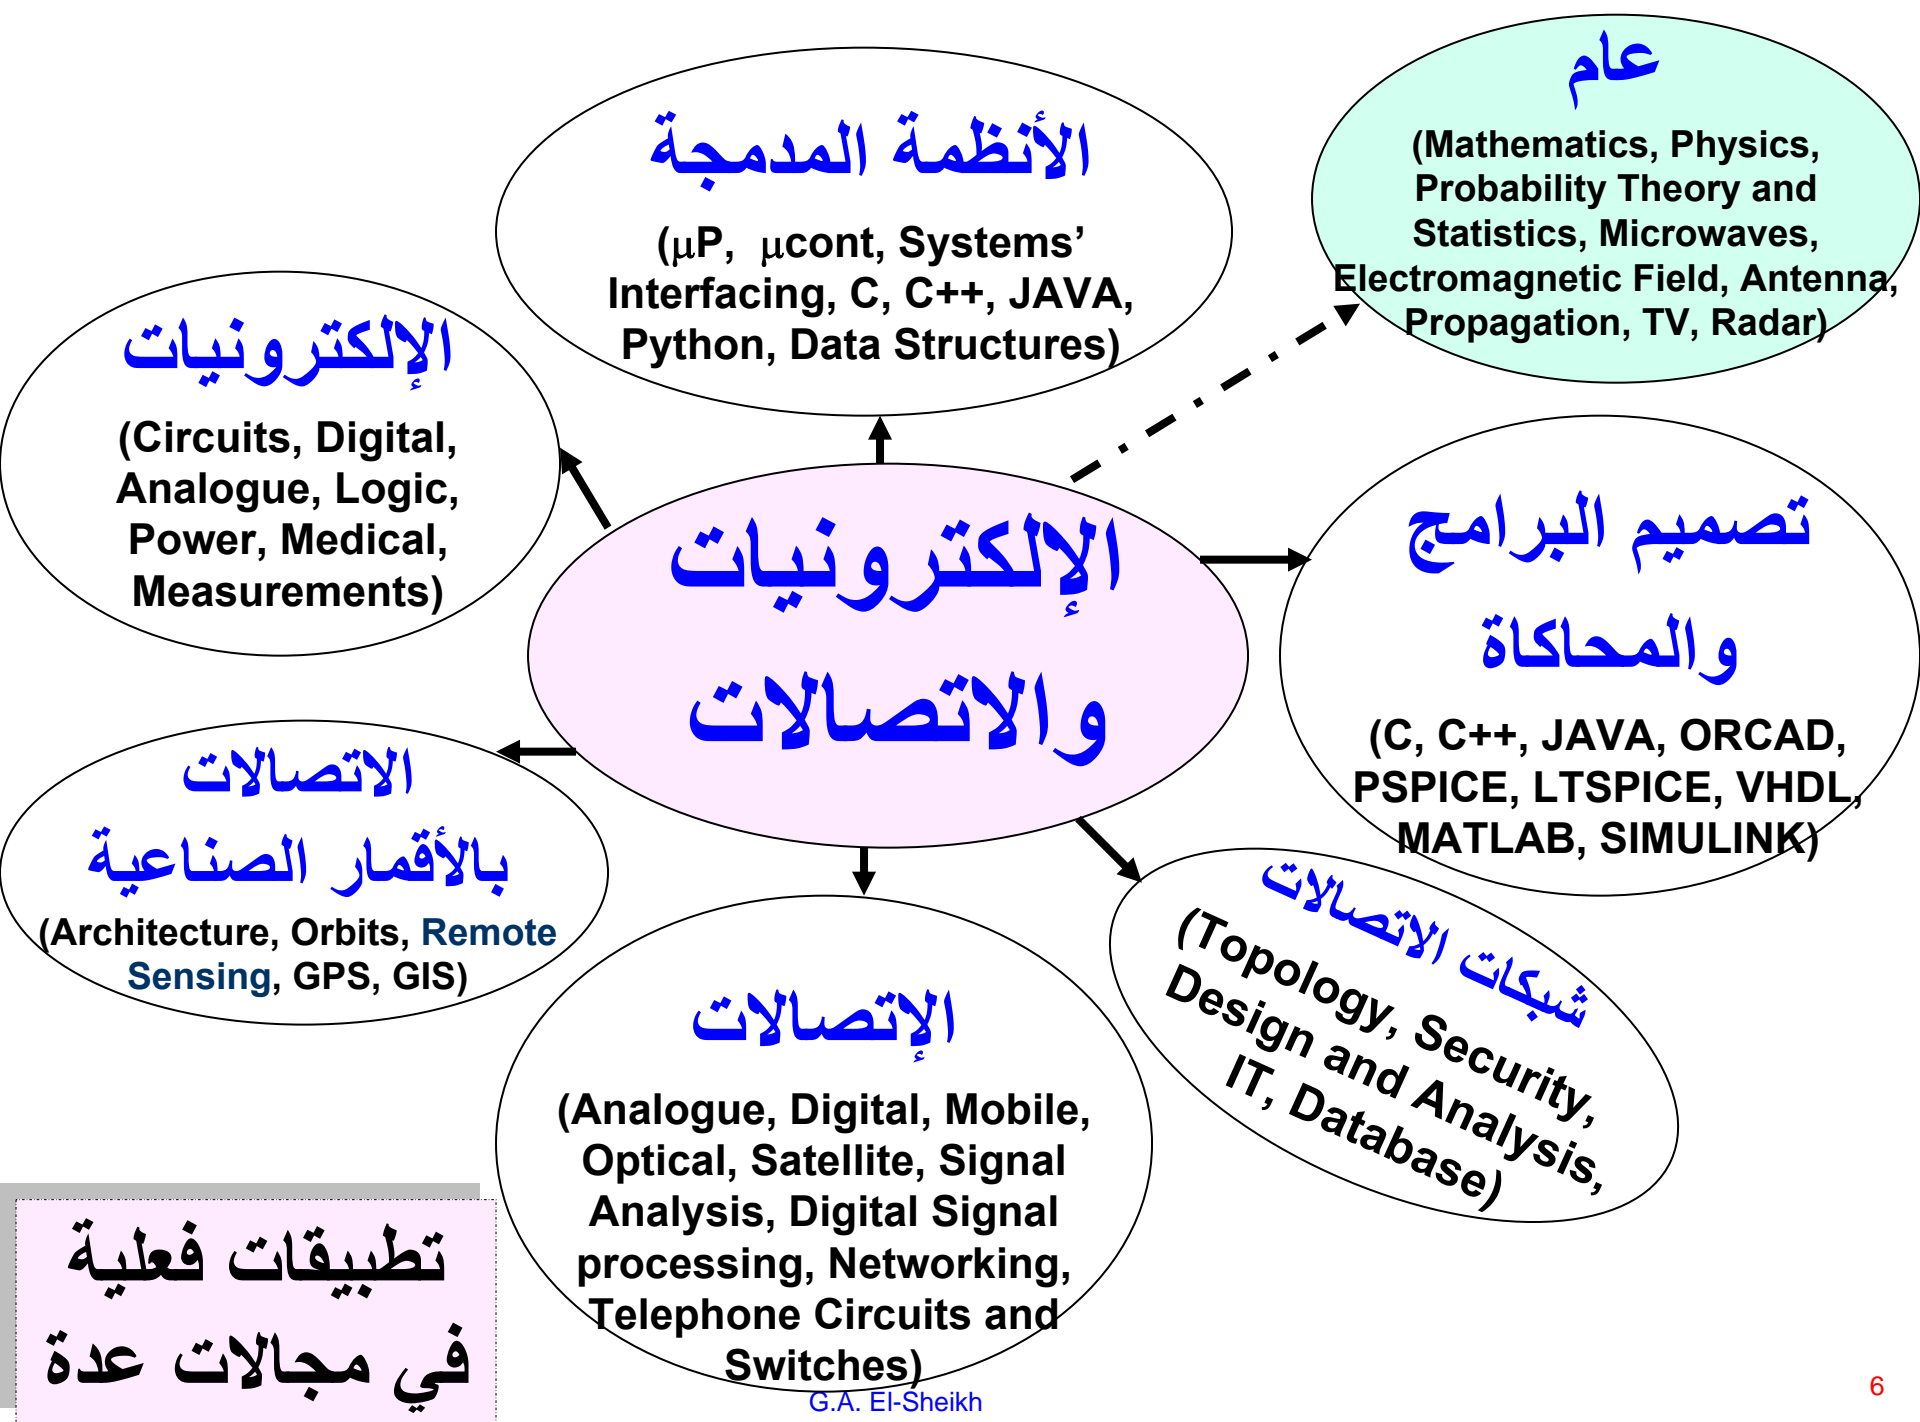 عام
(Mathematics, Physics,
Probability Theory and
Statistics, Microwaves,
Electromagnetic Field, Antenna,
Propagation, TV, Radar)
الأنظمة المدمجة
(μP, μcont, Systems’
Interfacing, C, C++, JAVA,
Python, Data Structures)
الإلكترونيات
(Circuits, Digital,
Analogue, Logic,
Power, Medical,
Measurements)
الإلكترونيات
والاتصالات
تصميم البرامج
والمحاكاة
(C, C++, JAVA, ORCAD,
PSPICE, LTSPICE, VHDL,
MATLAB, SIMULINK)
الاتصالات
بالأقمار الصناعية
(Architecture, Orbits, Remote
Sensing, GPS, GIS)
شبكات الاتصالات
(Topology, Security,
Design and Analysis,
IT, Database)
الإتصالات
(Analogue, Digital, Mobile,
Optical, Satellite, Signal
Analysis, Digital Signal
processing, Networking,
Telephone Circuits and
Switches)
تطبيقات فعلية
في مجالات عدة
G.A. El-Sheikh
6